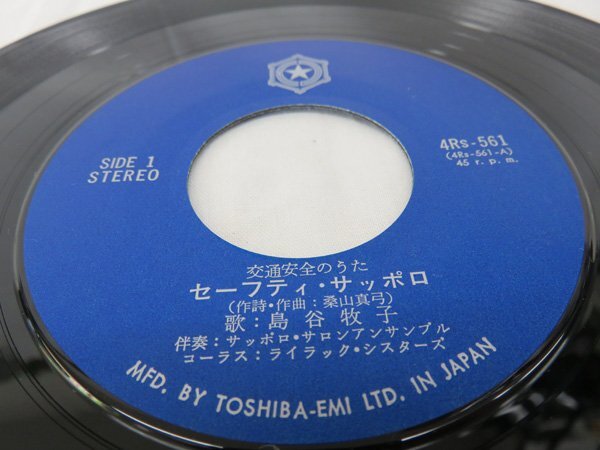 SIDE 1
STEREO
4Rs-561
(4Rs-561-A)
45 r.p.m.
交通安全のうた
セーフティ・サッポロ
(作詩・作曲:桑山真弓)
歌:島谷牧子
伴奏:サッポロ・サロンアンサンブル
コーラス:ライラック・シスターズ
MFD. BY TOSHIBA-EMI LTD. IN JAPAN